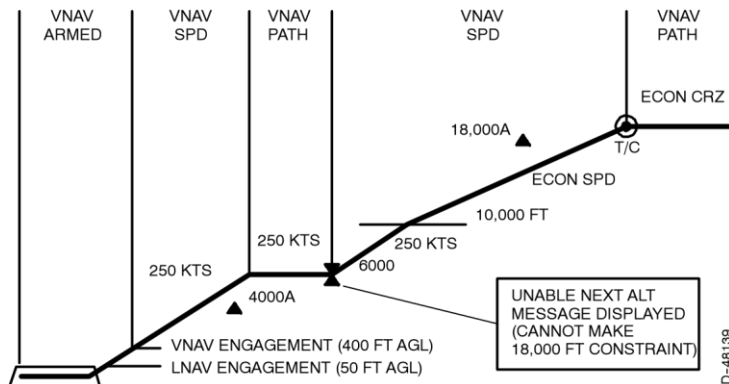 VNAV
ARMED
VNAV
SPD
VNAV
PATH
VNAV
SPD
VNAV
PATH
ECON CRZ
18,000A
T/C
ECON SPD
10,000 FT
250 KTS
250 KTS
6000
250 KTS
4000A
UNABLE NEXT ALT
MESSAGE DISPLAYED
(CANNOT MAKE
18,000 FT CONSTRAINT)
VNAV ENGAGEMENT (400 FT AGL)
LNAV ENGAGEMENT (50 FT AGL)
D-48139